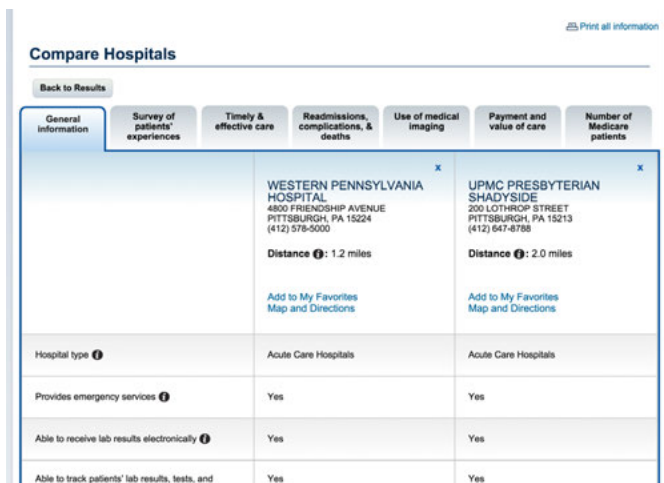 Print all information
Compare Hospitals
Back to Results
General
information
Survey of
patients'
experiences
Timely &
effective care
Readmissions,
complications, &
deaths
Use of medical
imaging
Payment and
value of care
Number of
Medicare
patients
x
WESTERN PENNSYLVANIA
HOSPITAL
4800 FRIENDSHIP AVENUE
PITTSBURGH, PA 15224
(412) 578-5000
Distance i: 1.2 miles
Add to My Favorites
Map and Directions
x
UPMC PRESBYTERIAN
SHADYSIDE
200 LOTHROP STREET
PITTSBURGH, PA 15213
(412) 647-8788
Distance i: 2.0 miles
Add to My Favorites
Map and Directions
Hospital type i Acute Care Hospitals Acute Care Hospitals
Provides emergency services i Yes Yes
Able to receive lab results electronically i Yes Yes
Able to track patients' lab results, tests, and Yes Yes